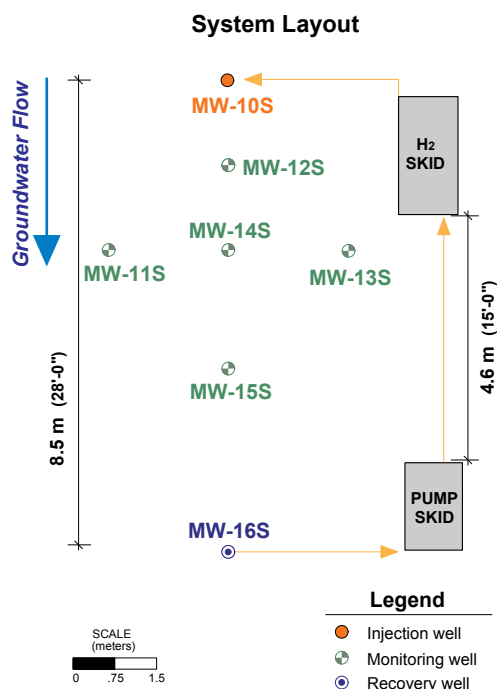 System Layout
Groundwater Flow
MW-10S
H2
SKID
MW-12S
MW-14S
MW-11S
MW-13S
8.5 m (28'-0")
4.6 m (15'-0")
MW-15S
PUMP
SKID
MW-16S
Legend
Injection well
Monitoring well
Recovery well
SCALE
(meters)
0 .75 1.5